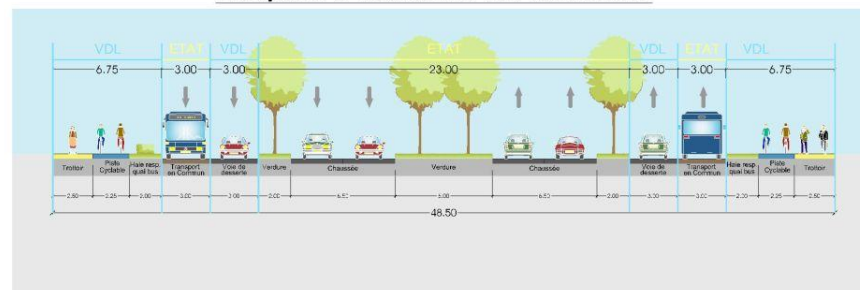 VDL ETAT VDL ETAT VDL ETAT VDL
6.75 3.00 3.00 23.00 3.00 3.00 6.75
Trottoir Piste Cyclable Haie resp. quai bus Transport en Commun Voie de desserte Verdure Chaussée Verdure Chaussée Voie de desserte Transport en Commun Haie resp. quai bus Piste Cyclable Trottoir
2.50 2.25 2.00 3.00 3.00 2.00 6.50 6.50 2.00 3.00 3.00 2.00 2.25 2.50
48.50